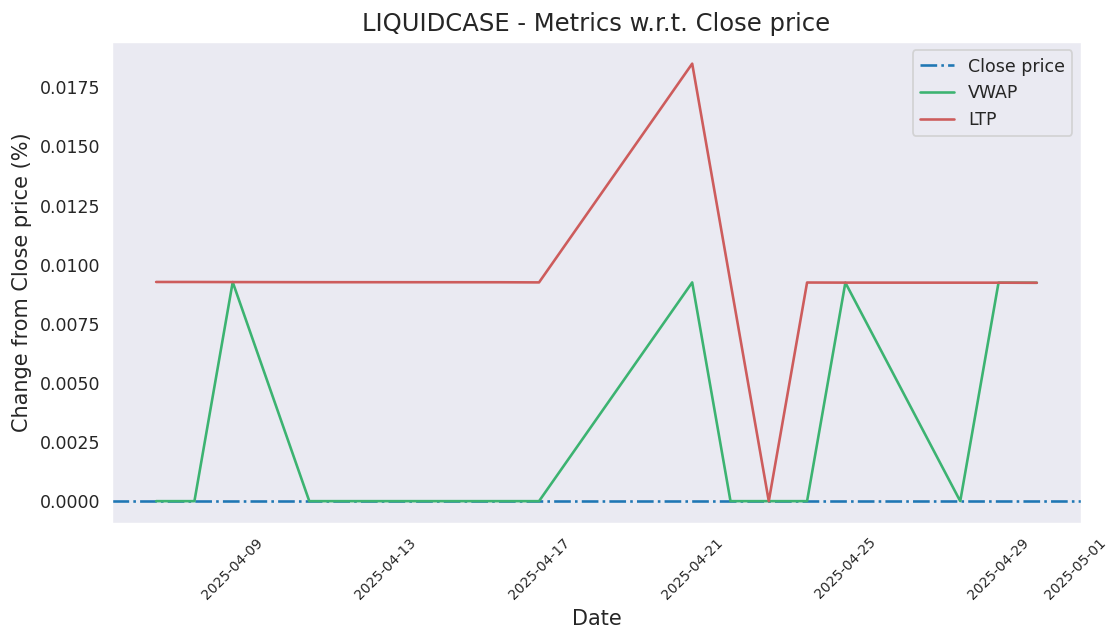 LIQUIDCASE - Metrics w.r.t. Close price
Close price
VWAP
LTP
Change from Close price (%)
0.0175
0.0150
0.0125
0.0100
0.0075
0.0050
0.0025
0.0000
2025-04-09
2025-04-13
2025-04-17
2025-04-21
2025-04-25
2025-04-29
2025-05-01
Date